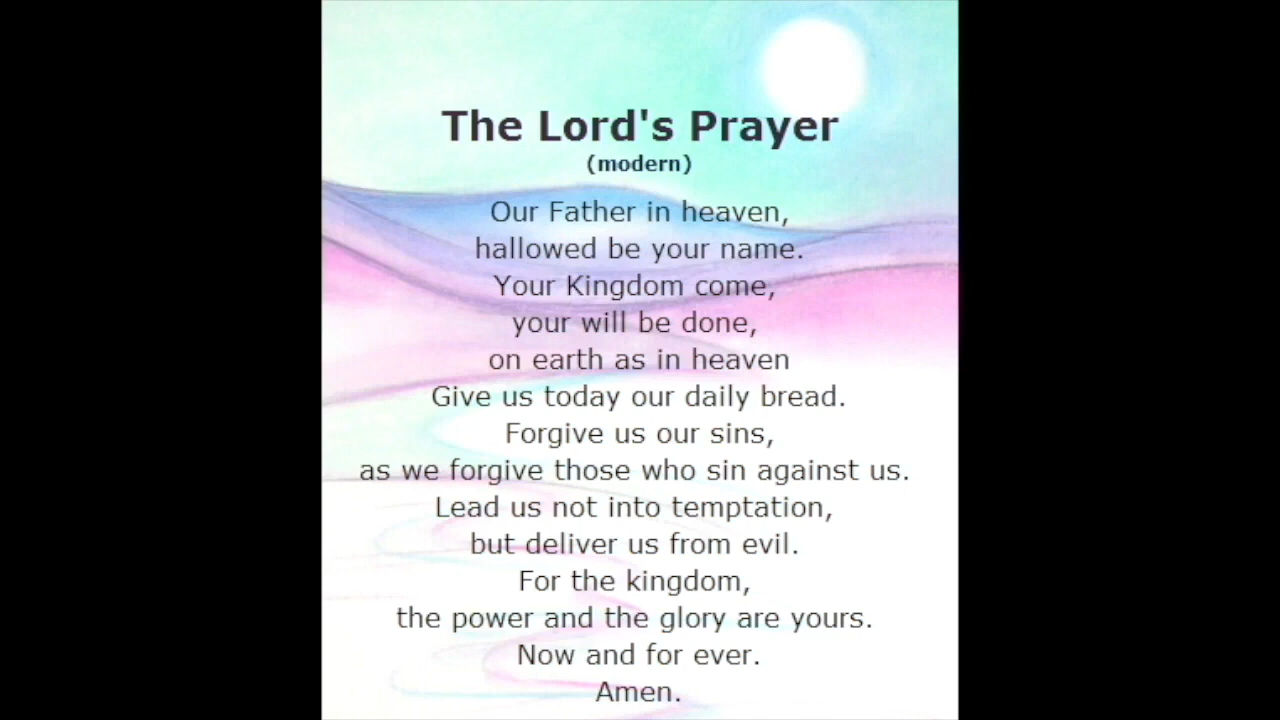 The Lord's Prayer
(modern)
Our Father in heaven,
hallowed be your name.
Your Kingdom come,
your will be done,
on earth as in heaven
Give us today our daily bread.
Forgive us our sins,
as we forgive those who sin against us.
Lead us not into temptation,
but deliver us from evil.
For the kingdom,
the power and the glory are yours.
Now and for ever.
Amen.